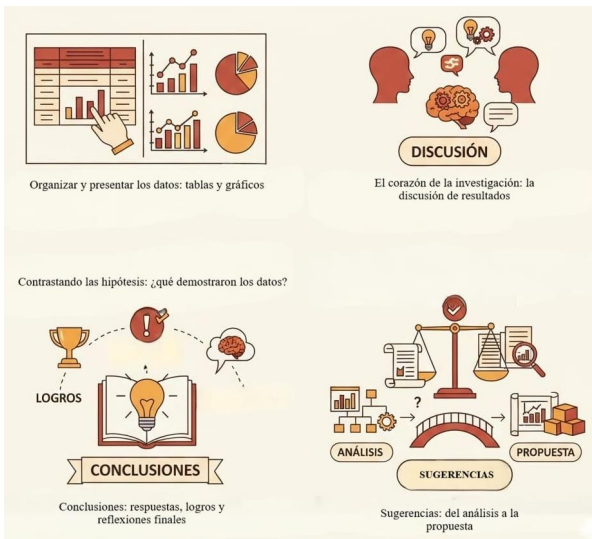 Organizar y presentar los datos: tablas y gráficos
DISCUSIÓN
El corazón de la investigación: la
discusión de resultados
Contrastando las hipótesis: ¿qué demostraron los datos?
LOGROS
CONCLUSIONES
Conclusiones: respuestas, logros y
reflexiones finales
?
ANÁLISIS
PROPUESTA
SUGERENCIAS
Sugerencias: del análisis a la
propuesta